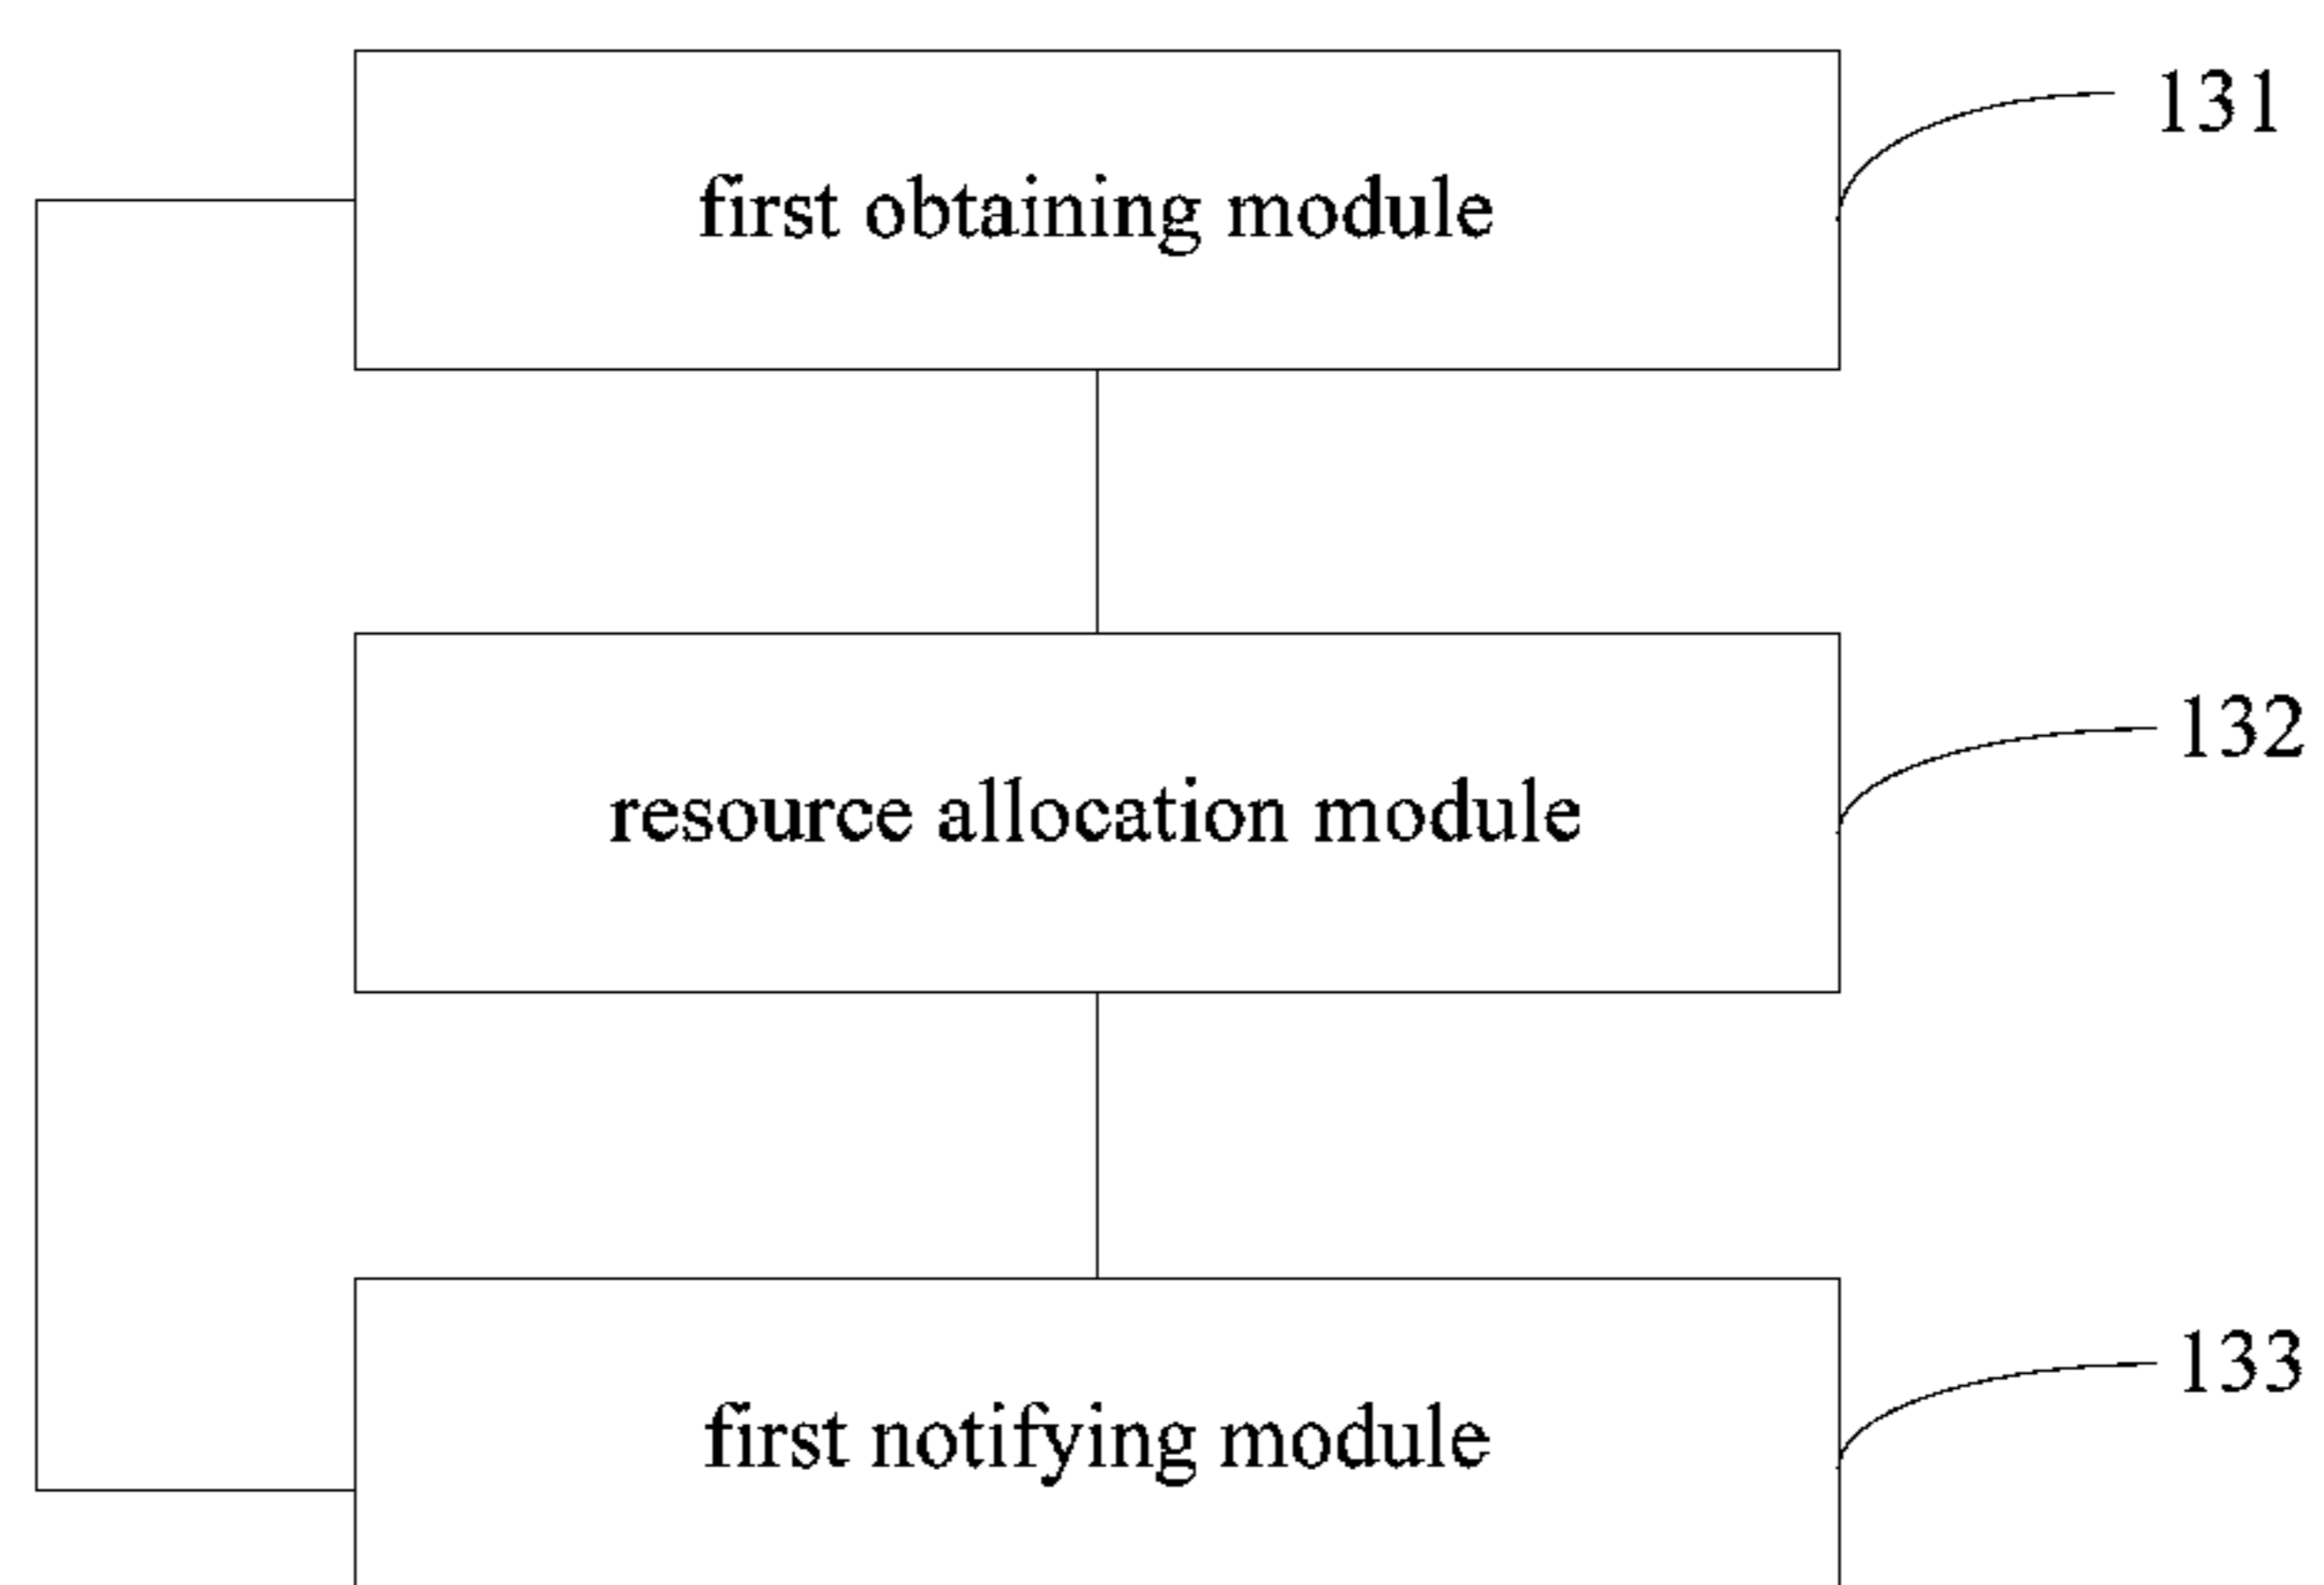 131
first obtaining module
132
resource allocation module
133
first notifying module